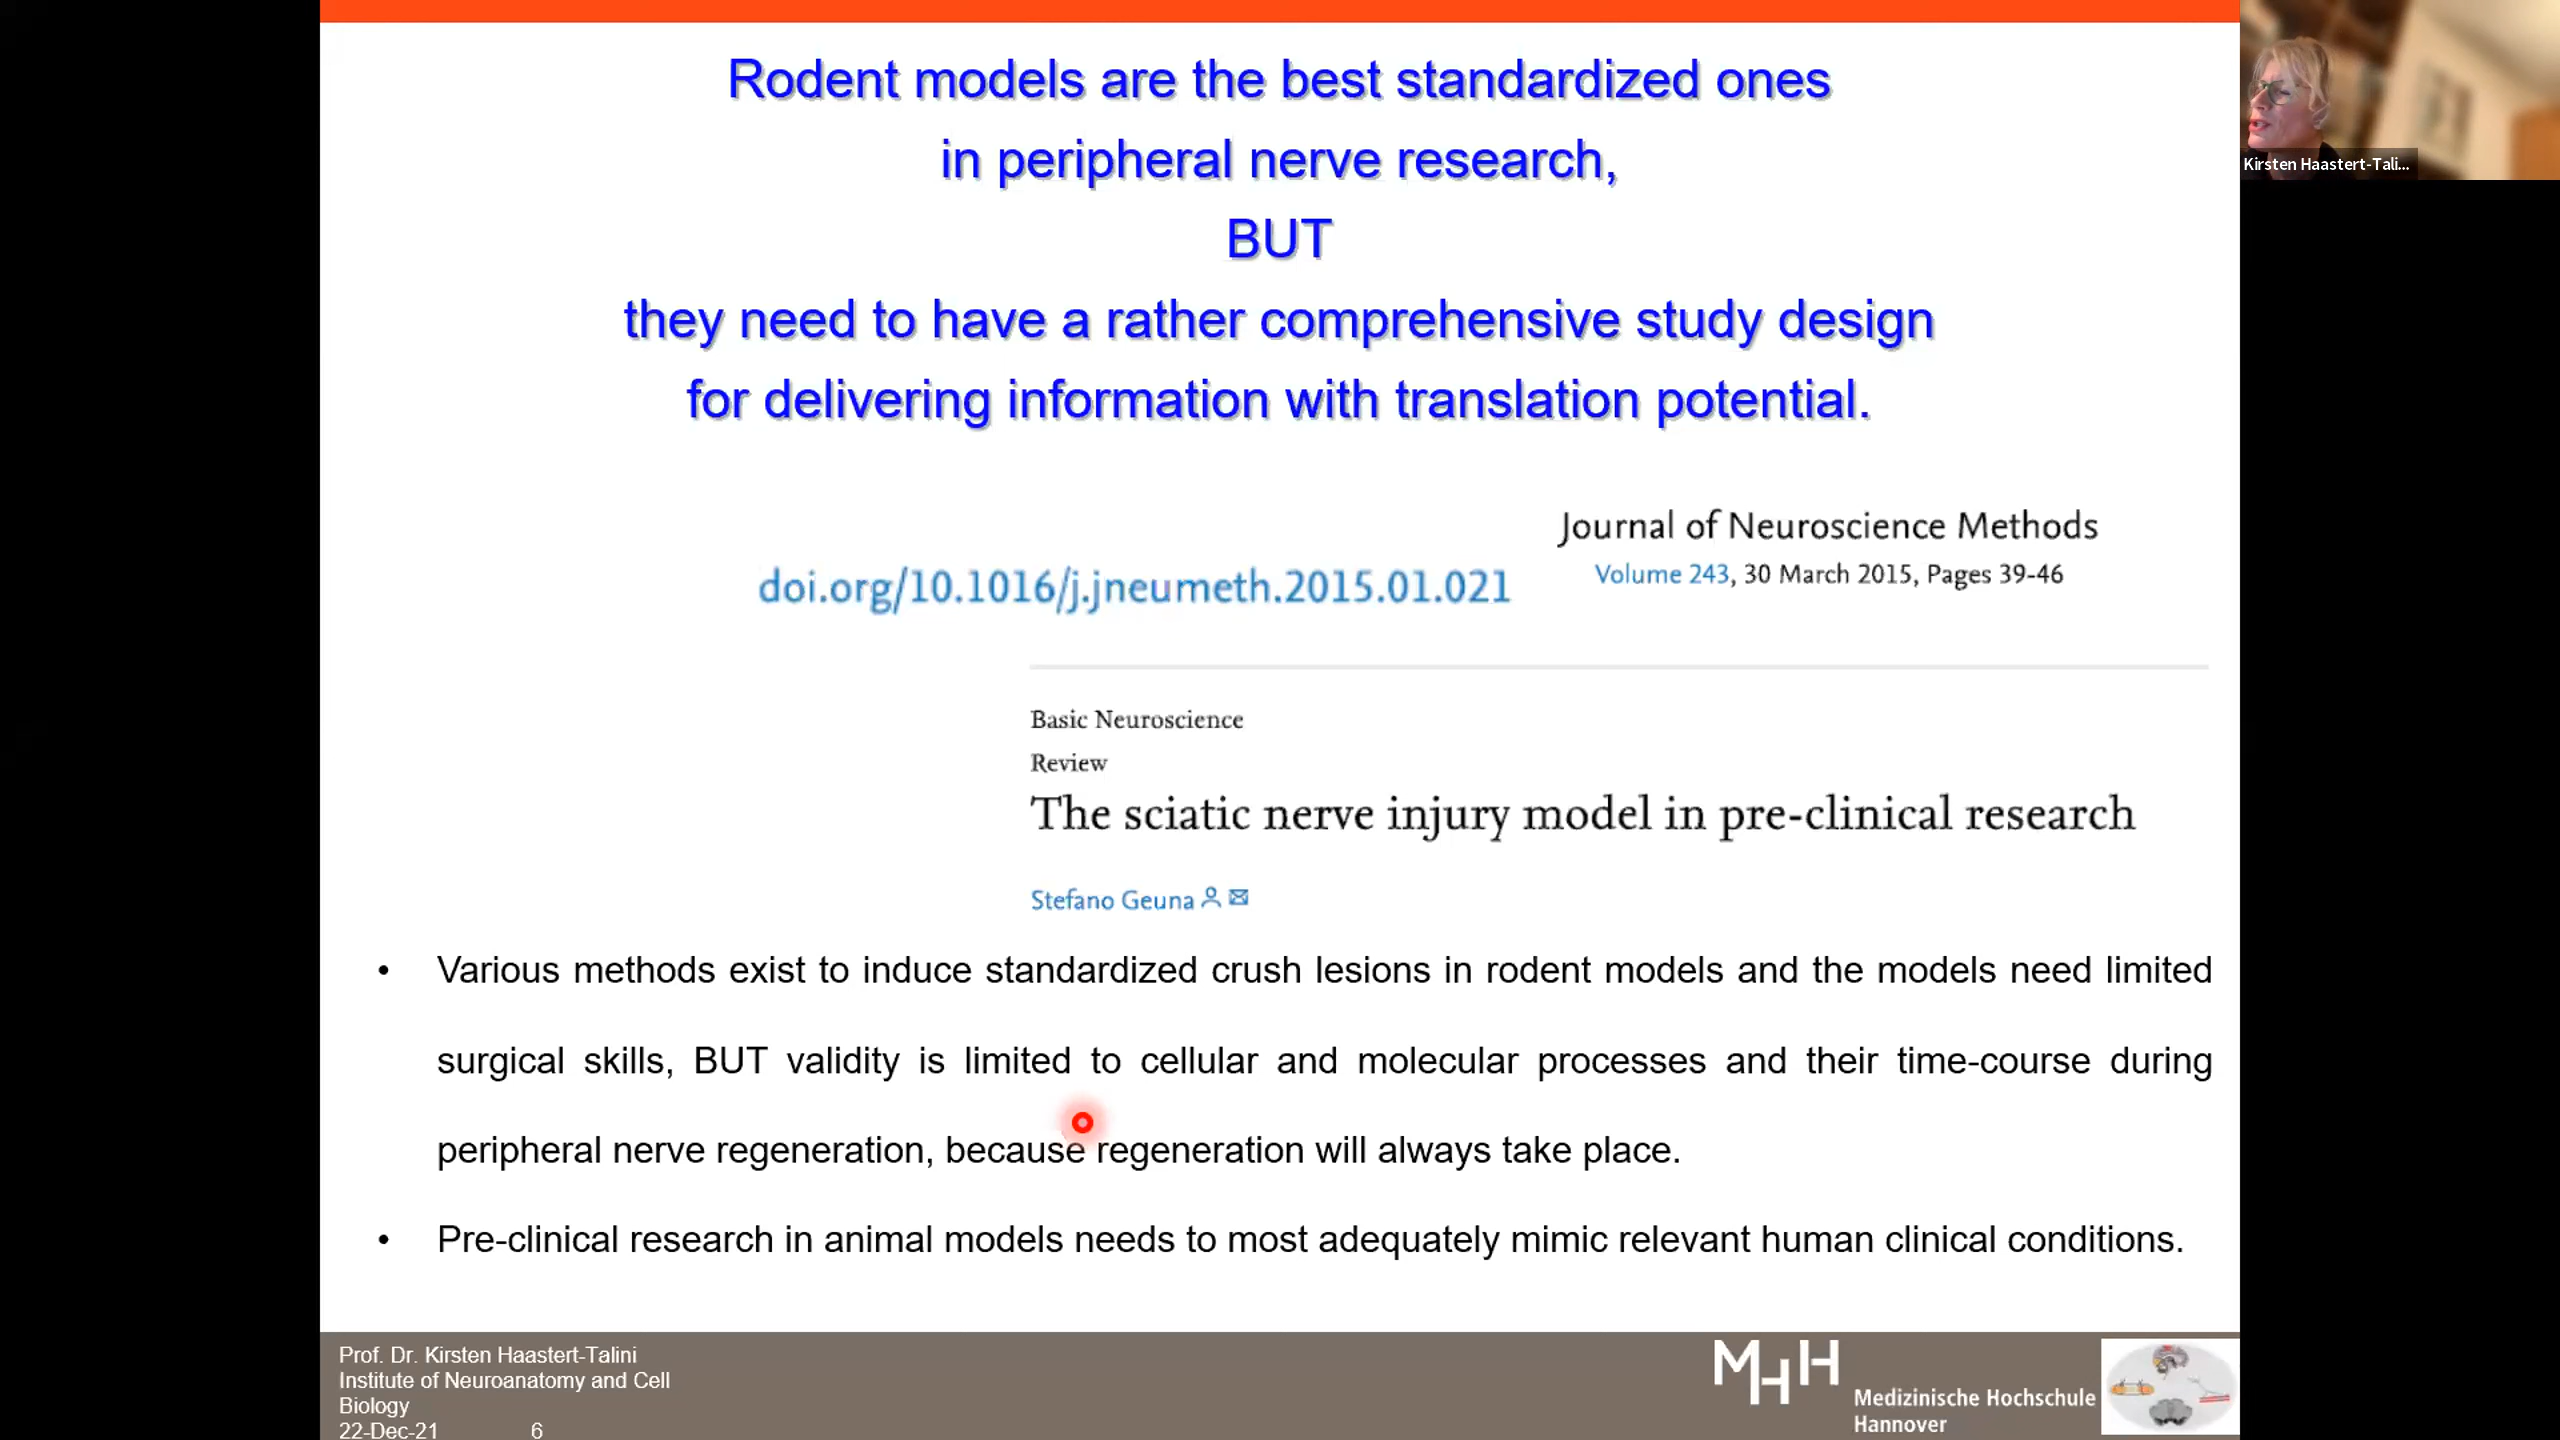 Rodent models are the best standardized ones
in peripheral nerve research,
BUT
they need to have a rather comprehensive study design
for delivering information with translation potential.
Journal of Neuroscience Methods
doi.org/10.1016/j.jneumeth.2015.01.021
Volume 243, 30 March 2015, Pages 39-46
Basic Neuroscience
Review
The sciatic nerve injury model in pre-clinical research
Stefano Geuna
• Various methods exist to induce standardized crush lesions in rodent models and the models need limited
surgical skills, BUT validity is limited to cellular and molecular processes and their time-course during
peripheral nerve regeneration, because regeneration will always take place.
• Pre-clinical research in animal models needs to most adequately mimic relevant human clinical conditions.
Prof. Dr. Kirsten Haastert-Talini
Institute of Neuroanatomy and Cell
Biology
22-Dec-21 6
MHH
Medizinische Hochschule
Hannover
Kirsten Haastert-Tali...